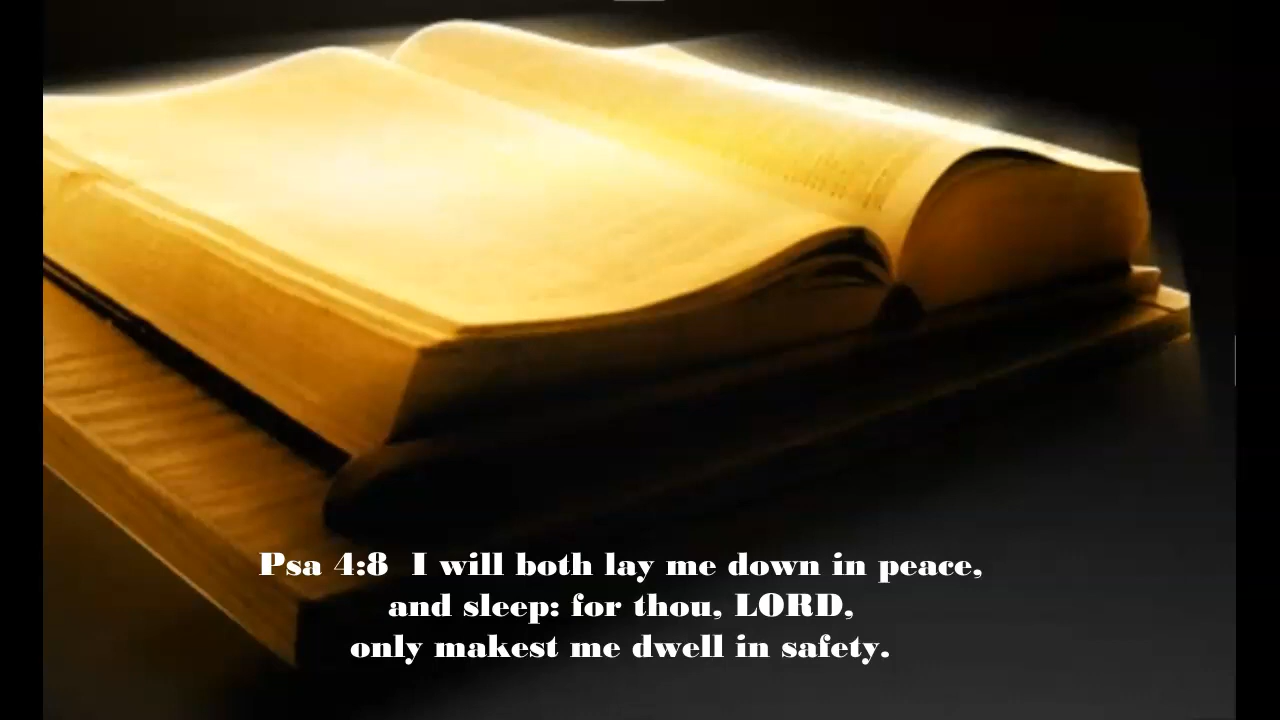 Psa 4:8  I will both lay me down in peace,
and sleep: for thou, LORD,
only makest me dwell in safety.